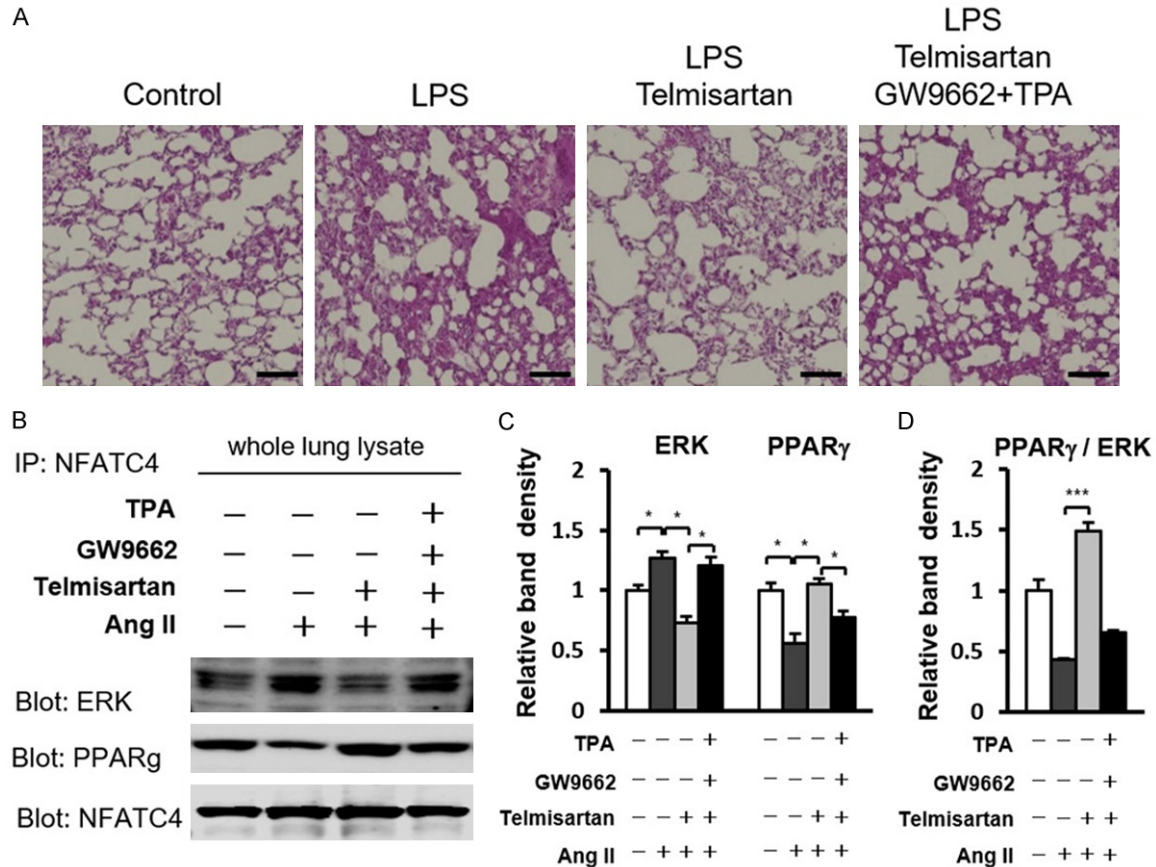 A
Control
LPS
LPS
Telmisartan
LPS
Telmisartan
GW9662+TPA
B
IP: NFATC4
whole lung lysate
TPA − − − +
GW9662 − − − +
Telmisartan − − + +
Ang II − + + +
Blot: ERK
Blot: PPARg
Blot: NFATC4
C
ERK PPARγ
Relative band density
2
1.5
1
0.5
0
* * *
* * *
TPA − − − + − − − +
GW9662 − − − + − − − +
Telmisartan − − + + − − + +
Ang II − + + + − + + +
D
PPARγ / ERK
Relative band density
2
1.5
1
0.5
0
***
TPA − − − +
GW9662 − − − +
Telmisartan − − + +
Ang II − + + +